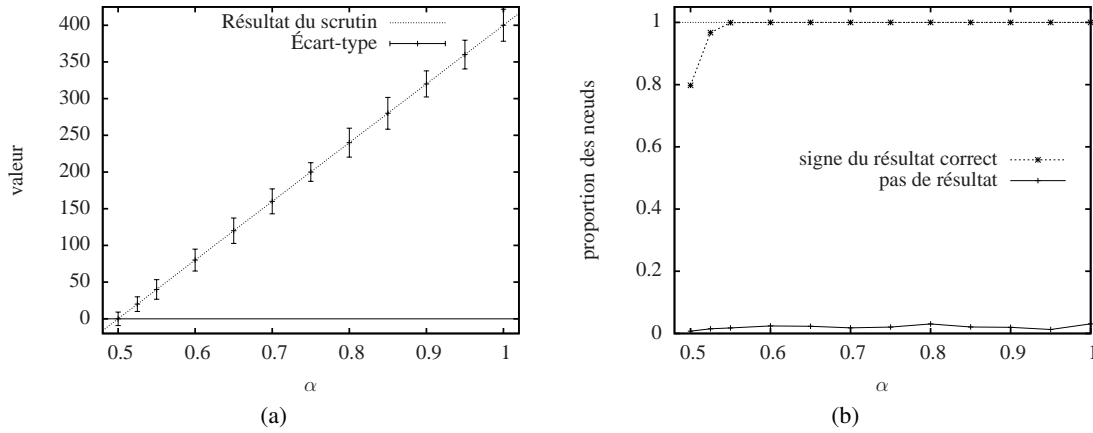 Résultat du scrutin
Écart-type
400
350
300
250
200
150
100
50
0
valeur
0.5 0.6 0.7 0.8 0.9 1
α
(a)
1
0.8
0.6
0.4
0.2
0
proportion des nœuds
signe du résultat correct
pas de résultat
0.5 0.6 0.7 0.8 0.9 1
α
(b)